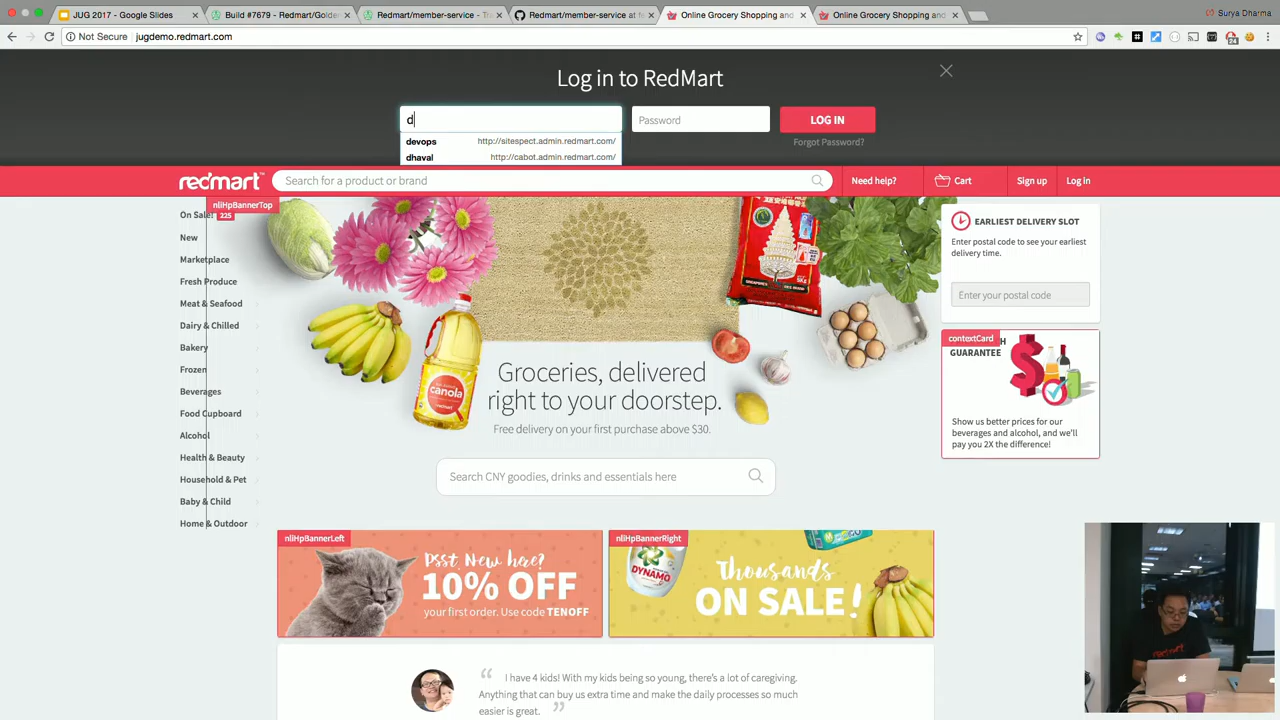 JUG 2017 - Google Slides
Build #7679 - Redmart/Golde
Redmart/member-service - Tra
Redmart/member-service at fe
Online Grocery Shopping and
Online Grocery Shopping and
Surya Dharma
Not Secure
jugdemo.redmart.com
24
Log in to RedMart
d
Password
LOG IN
devops http://sitespect.admin.redmart.com/
dhaval http://cabot.admin.redmart.com/
Forgot Password?
redmart™
Search for a product or brand
Need help?
Cart
Sign up
Log in
nliHpBannerTop
On Sale! 225
New
Marketplace
Fresh Produce
Meat & Seafood
Dairy & Chilled
Bakery
Frozen
Beverages
Food Cupboard
Alcohol
Health & Beauty
Household & Pet
Baby & Child
Home & Outdoor
canola
Groceries, delivered
right to your doorstep.
Free delivery on your first purchase above $30.
Search CNY goodies, drinks and essentials here
EARLIEST DELIVERY SLOT
Enter postal code to see your earliest
delivery time.
Enter your postal code
contextCard
GUARANTEE
Show us better prices for our
beverages and alcohol, and we'll
pay you 2X the difference!
nliHpBannerLeft
Psst New here?
10% OFF
your first order. Use code TENOFF
nliHpBannerRight
DYNAMO
Thousands
ON SALE!
“ I have 4 kids! With my kids being so young, there's a lot of caregiving.
Anything that can buy us extra time and make the daily processes so much
easier is great. ”
redmart